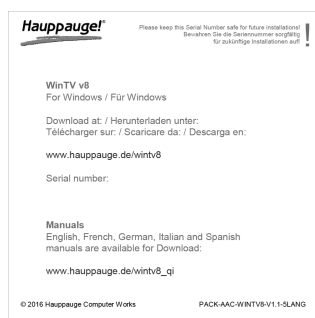 Hauppauge!®
Please keep this Serial Number safe for future installations!
Bewahren Sie die Seriennummer sorgfältig
für zukünftige Installationen auf!
!
WinTV v8
For Windows / Für Windows
Download at: / Herunterladen unter:
Télécharger sur: / Scaricare da: / Descarga en:
www.hauppauge.de/wintv8
Serial number:
Manuals
English, French, German, Italian and Spanish
manuals are available for Download:
www.hauppauge.de/wintv8_qi
© 2016 Hauppauge Computer Works PACK-AAC-WINTV8-V1.1-5LANG